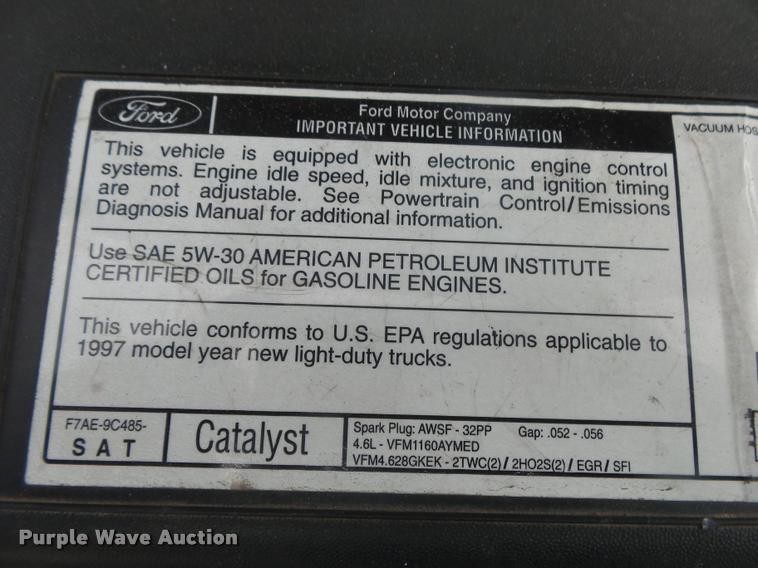 Ford
Ford Motor Company
IMPORTANT VEHICLE INFORMATION
This vehicle is equipped with electronic engine control
systems. Engine idle speed, idle mixture, and ignition timing
are not adjustable. See Powertrain Control/Emissions
Diagnosis Manual for additional information.
Use SAE 5W-30 AMERICAN PETROLEUM INSTITUTE
CERTIFIED OILS for GASOLINE ENGINES.
This vehicle conforms to U.S. EPA regulations applicable to
1997 model year new light-duty trucks.
F7AE-9C485-
SAT
Catalyst
Spark Plug: AWSF - 32PP Gap: .052 - .056
4.6L - VFM1160AYMED
VFM4.628GKEK - 2TWC(2) / 2HO2S(2) / EGR / SFI
VACUUM HOS
Purple Wave Auction